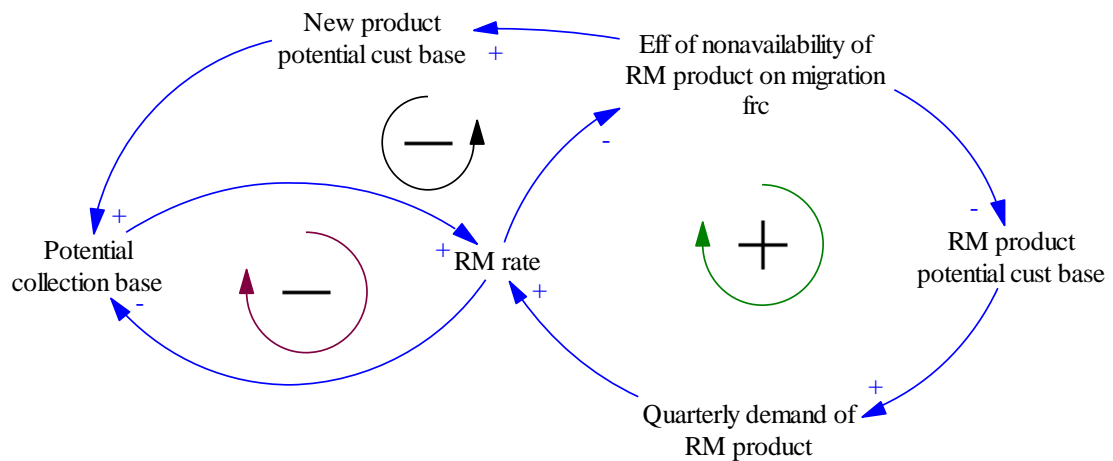 New product
potential cust base
+
Eff of nonavailability of
RM product on migration
frc
-
-
+
Potential
collection base
-
+
RM rate
+
RM product
potential cust base
+
Quarterly demand of
RM product